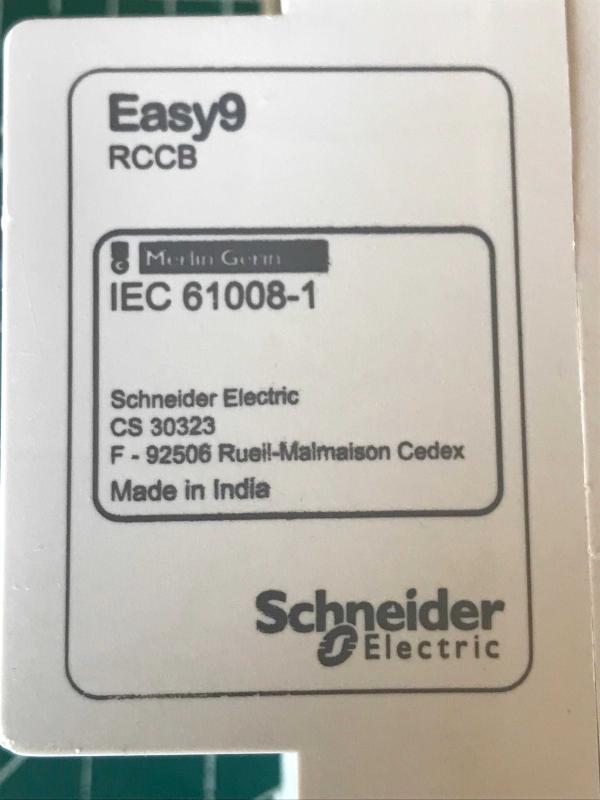 Easy9
RCCB
Merlin Gerin
IEC 61008-1
Schneider Electric
CS 30323
F - 92506 Rueil-Malmaison Cedex
Made in India
Schneider
Electric